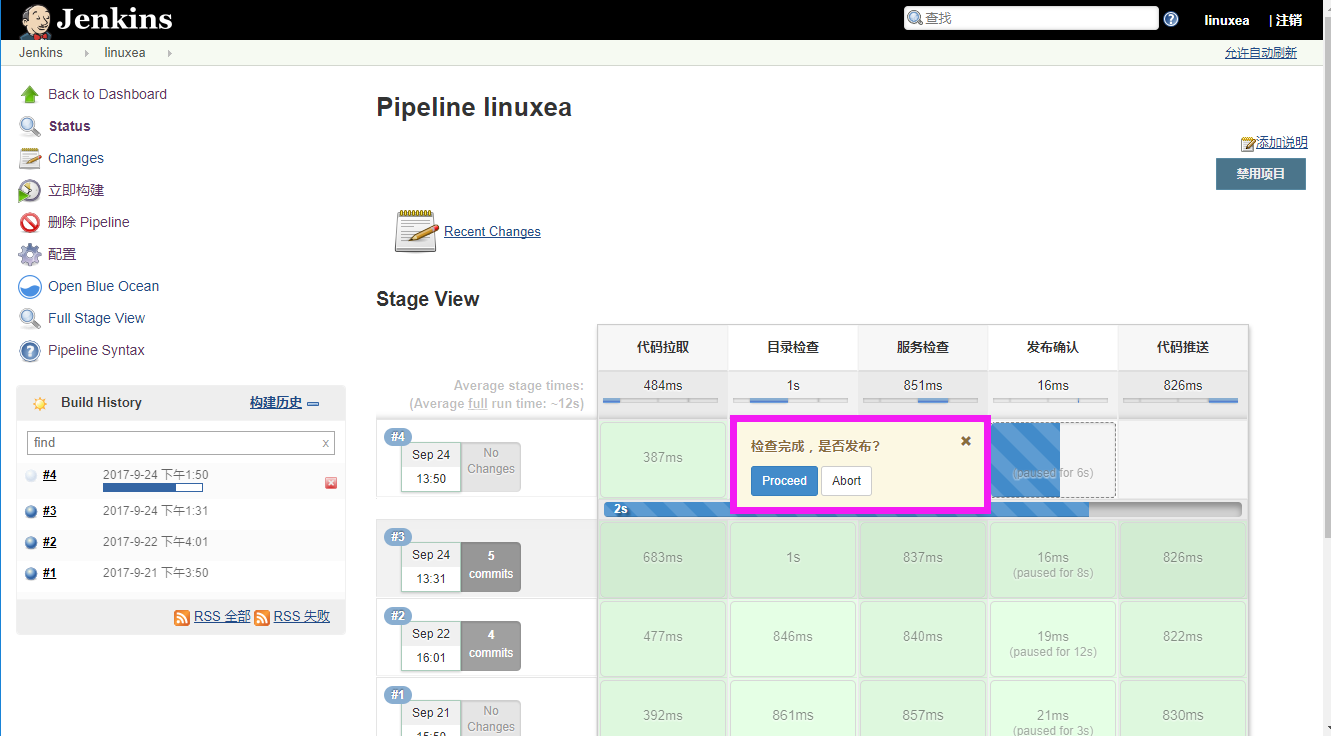 Jenkins
查找
linuxea
| 注销
Jenkins
linuxea
允许自动刷新
Back to Dashboard
Status
Changes
立即构建
删除 Pipeline
配置
Open Blue Ocean
Full Stage View
Pipeline Syntax
Build History
构建历史
find
x
#4 2017-9-24 下午1:50
#3 2017-9-24 下午1:31
#2 2017-9-22 下午4:01
#1 2017-9-21 下午3:50
RSS 全部 RSS 失败
Pipeline linuxea
添加说明
禁用项目
Recent Changes
Stage View
代码拉取 目录检查 服务检查 发布确认 代码推送
Average stage times:
(Average full run time: ~12s)
484ms 1s 851ms 16ms 826ms
#4
Sep 24
13:50
No
Changes
387ms
检查完成，是否发布？
Proceed
Abort
(paused for 6s)
2s
#3
Sep 24
13:31
5
commits
683ms 1s 837ms 16ms 826ms
(paused for 8s)
#2
Sep 22
16:01
4
commits
477ms 846ms 840ms 19ms 822ms
(paused for 12s)
#1
Sep 21
15:50
No
Changes
392ms 861ms 857ms 21ms 830ms
(paused for 3s)